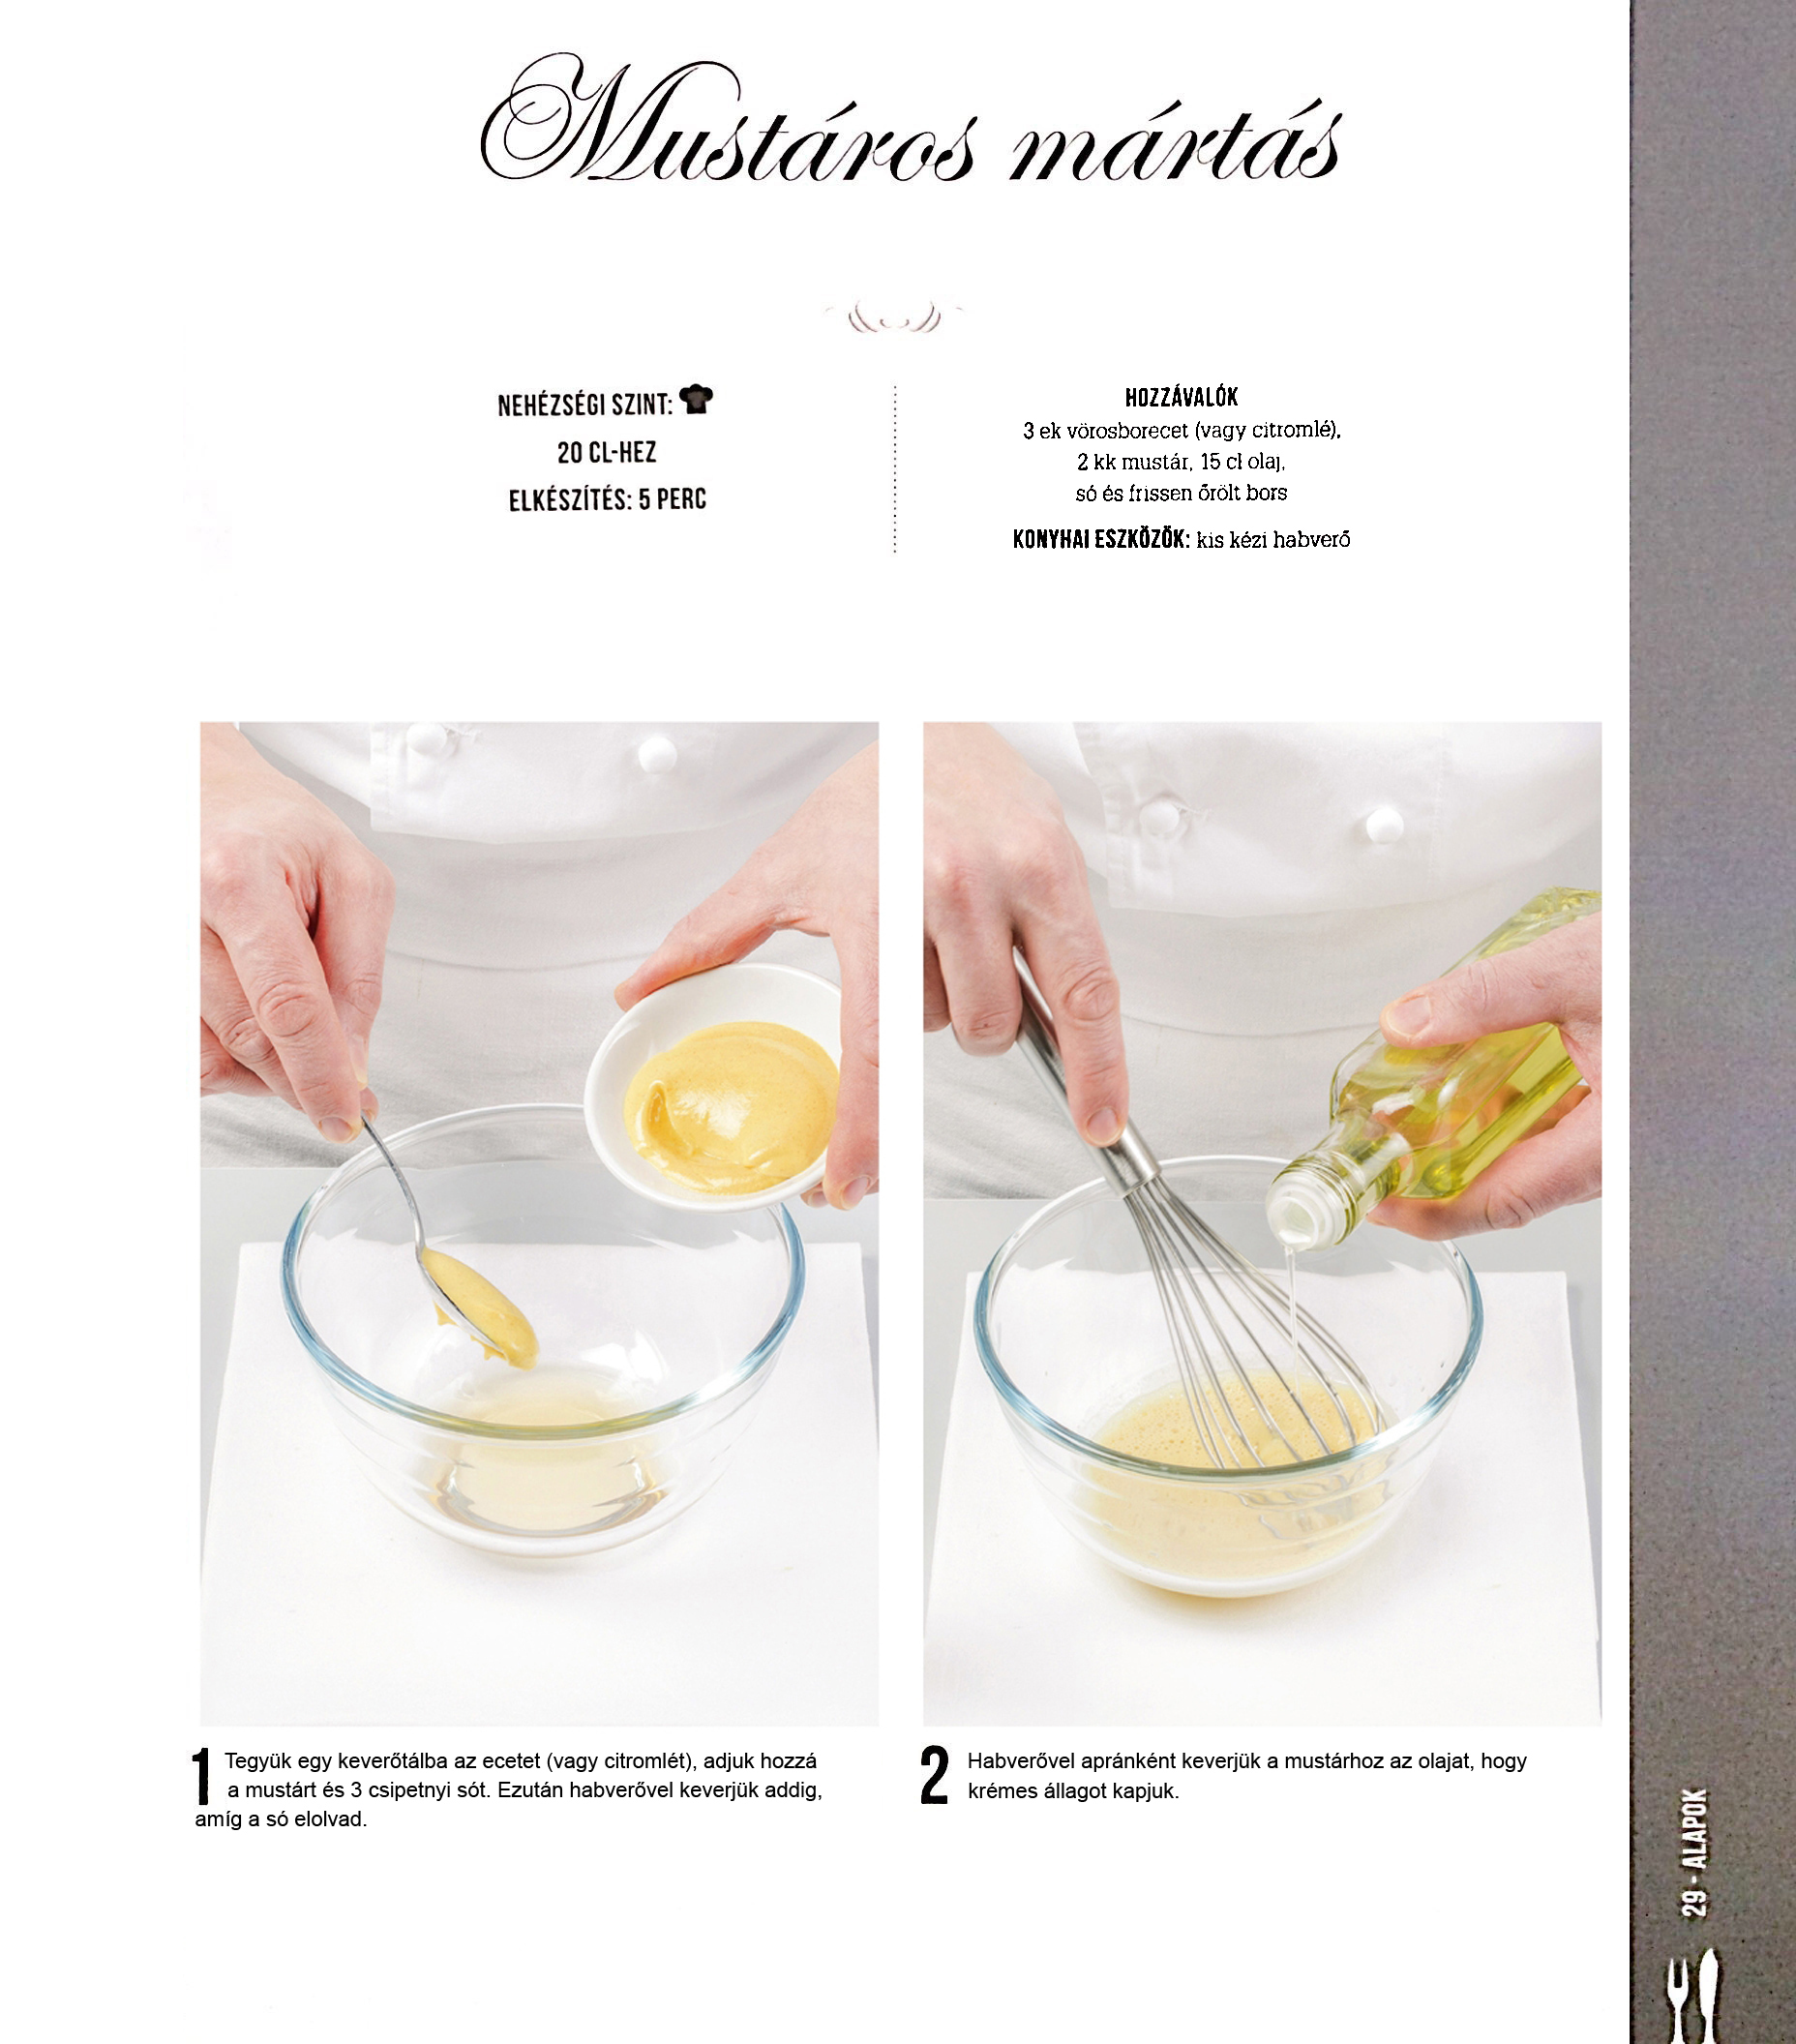 Mustáros mártás
NEHÉZSÉGI SZINT:
20 CL-HEZ
ELKÉSZÍTÉS: 5 PERC
HOZZÁVALÓK
3 ek vörosborecet (vagy citromlé),
2 kk mustár, 15 cl olaj,
só és frissen őrölt bors
KONYHAI ESZKÖZÖK: kis kézi habverő
1 Tegyük egy keverőtálba az ecetet (vagy citromlét), adjuk hozzá
a mustárt és 3 csipetnyi sót. Ezután habverővel keverjük addig,
amíg a só elolvad.
2 Habverővel apránként keverjük a mustárhoz az olajat, hogy
krémes állagot kapjuk.
29 - ALAPOK